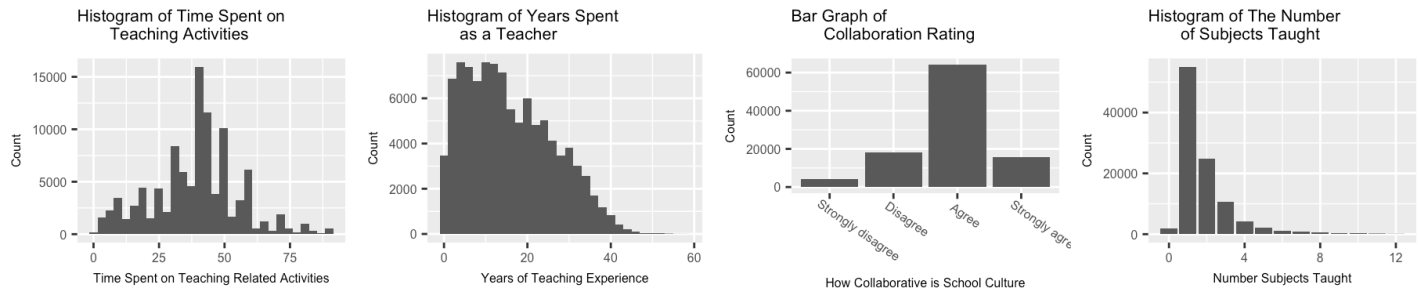 Histogram of Time Spent on
Teaching Activities
Count
15000
10000
5000
0
0
25
50
75
Time Spent on Teaching Related Activities
Histogram of Years Spent
as a Teacher
Count
6000
4000
2000
0
0
20
40
60
Years of Teaching Experience
Bar Graph of
Collaboration Rating
Count
60000
40000
20000
0
Strongly disagree
Disagree
Agree
Strongly agre
How Collaborative is School Culture
Histogram of The Number
of Subjects Taught
Count
40000
20000
0
0
4
8
12
Number Subjects Taught